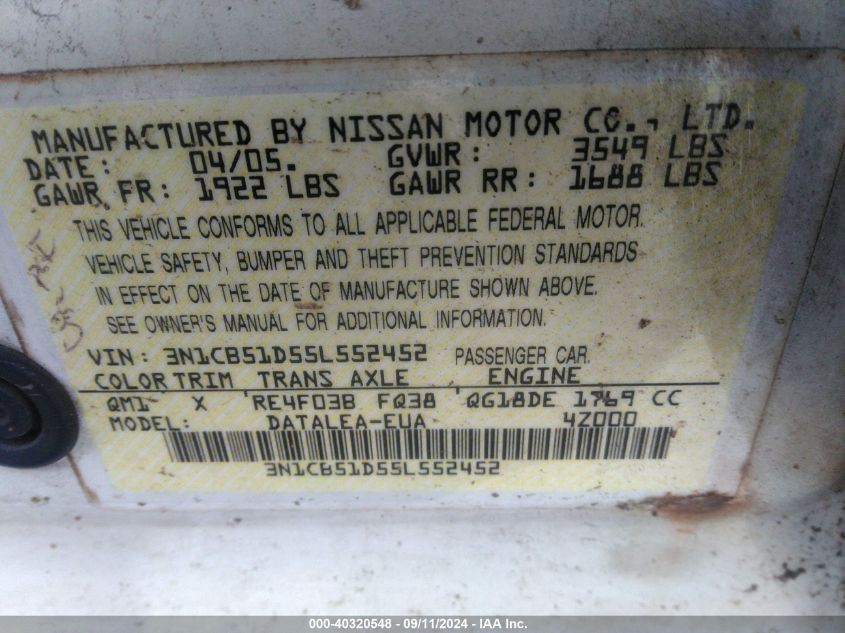 MANUFACTURED BY NISSAN MOTOR CO., LTD.
DATE: 04/05. GVWR: 3549 LBS
GAWR FR: 1922 LBS GAWR RR: 1688 LBS
THIS VEHICLE CONFORMS TO ALL APPLICABLE FEDERAL MOTOR.
VEHICLE SAFETY, BUMPER AND THEFT PREVENTION STANDARDS
IN EFFECT ON THE DATE OF MANUFACTURE SHOWN ABOVE.
SEE OWNER'S MANUAL FOR ADDITIONAL INFORMATION.
VIN: 3N1CB51D55L552452 PASSENGER CAR.
COLOR TRIM TRANS AXLE ENGINE
QM1 X RE4F03B FQ38 QG18DE 1769 CC
MODEL: DATALEA-EUA 4Z000
3N1CB51D55L552452
000-40320548 - 09/11/2024 - IAA Inc.